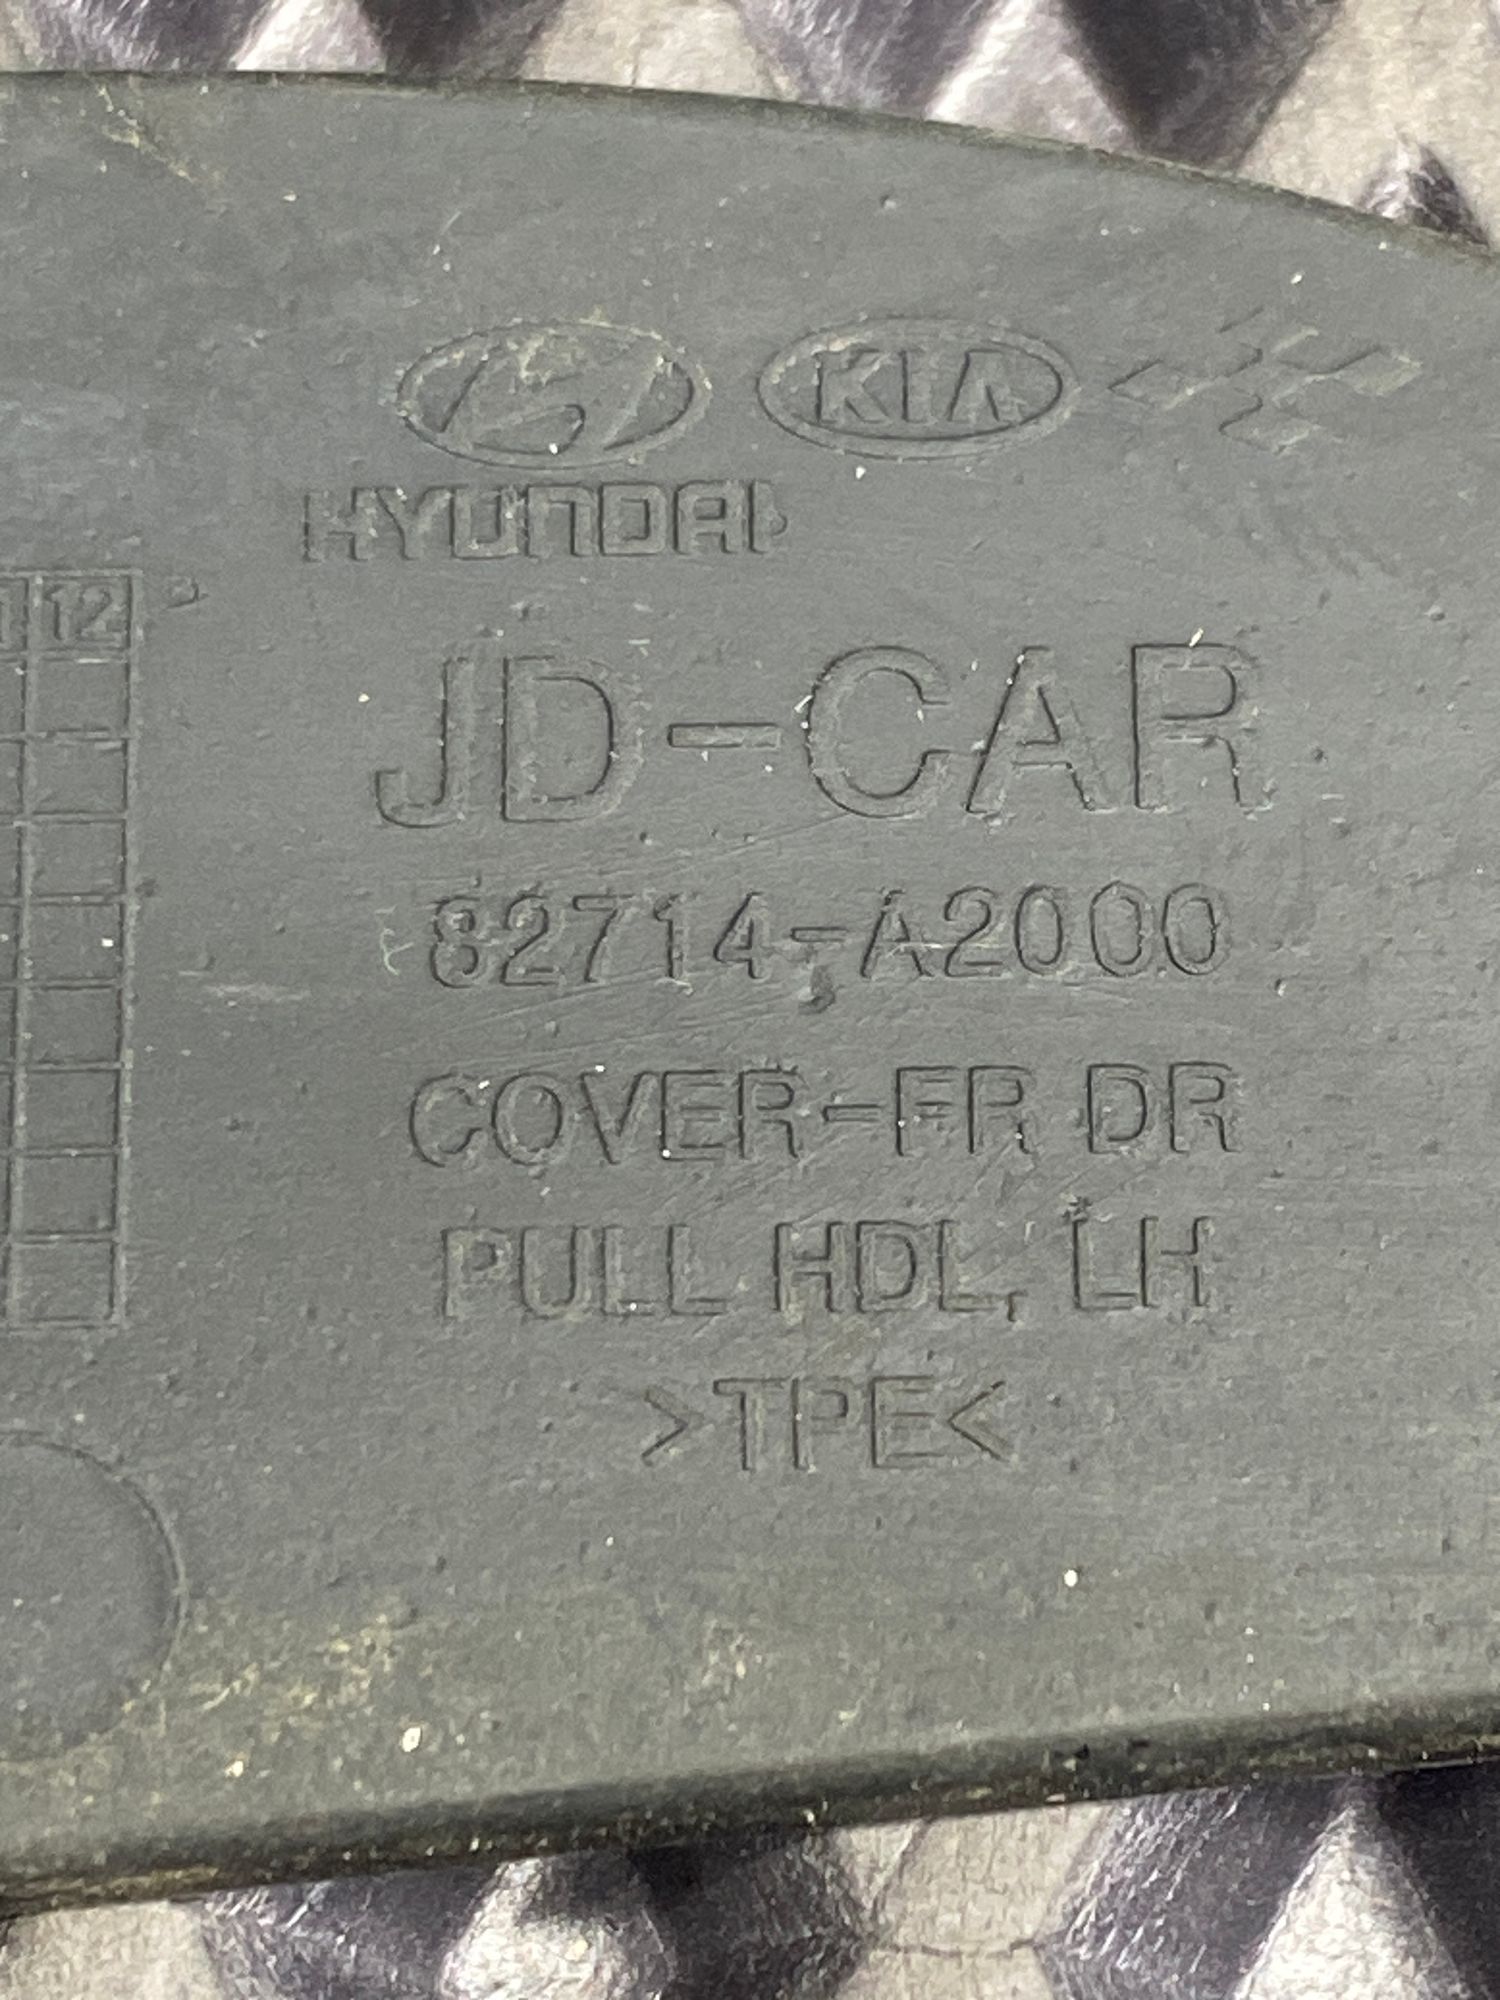 KIA
HYUNDAI
12
JD-CAR
82714-A2000
COVER-FR DR
PULL HDL, LH
>TPE<